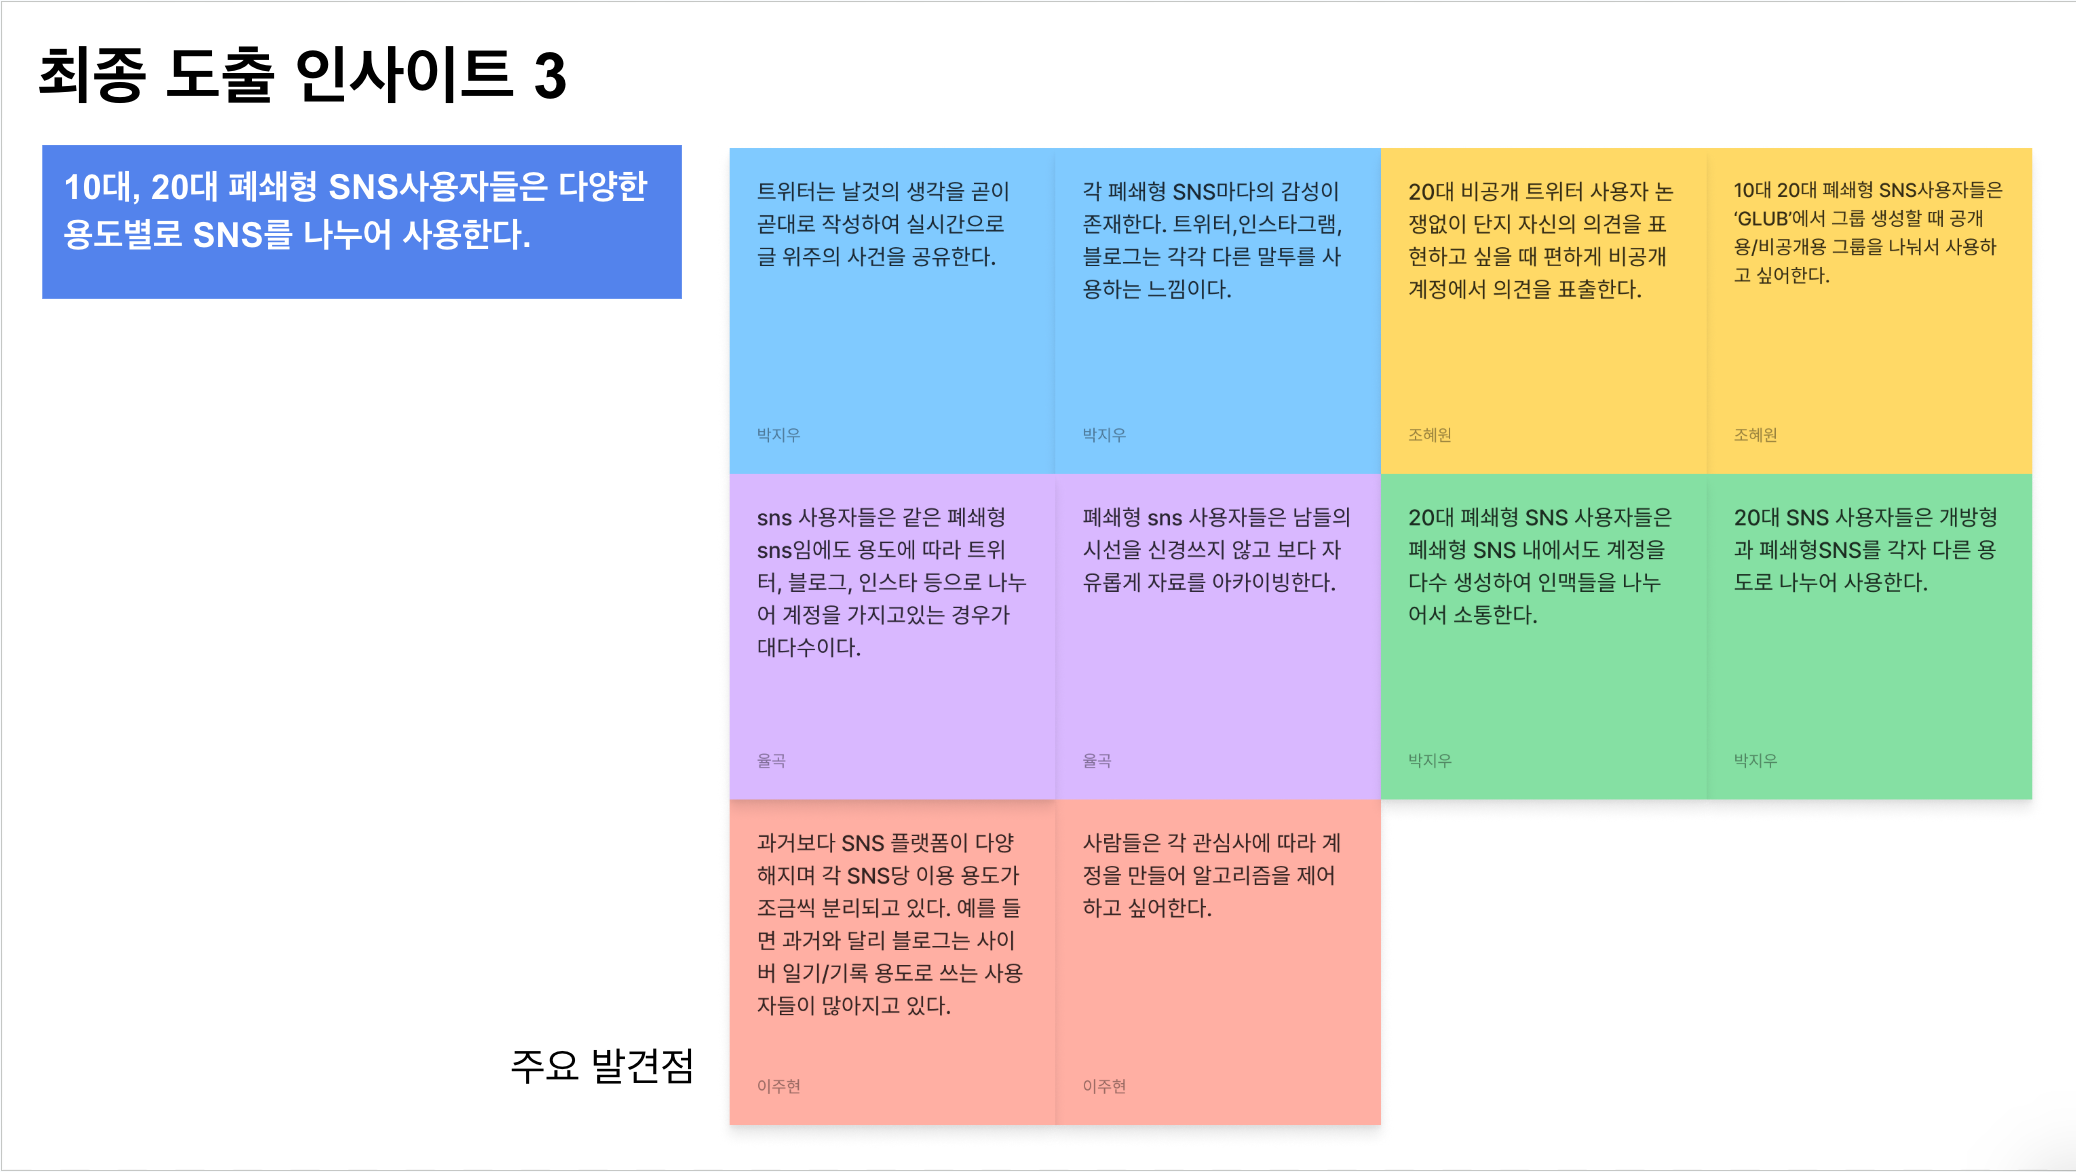 최종 도출 인사이트 3
10대, 20대 폐쇄형 SNS사용자들은 다양한
용도별로 SNS를 나누어 사용한다.
트위터는 날것의 생각을 곧이
곧대로 작성하여 실시간으로
글 위주의 사건을 공유한다.
박지우
각 폐쇄형 SNS마다의 감성이
존재한다. 트위터,인스타그램,
블로그는 각각 다른 말투를 사
용하는 느낌이다.
박지우
20대 비공개 트위터 사용자 논
쟁없이 단지 자신의 의견을 표
현하고 싶을 때 편하게 비공개
계정에서 의견을 표출한다.
조혜원
10대 20대 폐쇄형 SNS사용자들은
‘GLUB’에서 그룹 생성할 때 공개
용/비공개용 그룹을 나눠서 사용하
고 싶어한다.
조혜원
sns 사용자들은 같은 폐쇄형
sns임에도 용도에 따라 트위
터, 블로그, 인스타 등으로 나누
어 계정을 가지고있는 경우가
대다수이다.
율곡
폐쇄형 sns 사용자들은 남들의
시선을 신경쓰지 않고 보다 자
유롭게 자료를 아카이빙한다.
율곡
20대 폐쇄형 SNS 사용자들은
폐쇄형 SNS 내에서도 계정을
다수 생성하여 인맥들을 나누
어서 소통한다.
박지우
20대 SNS 사용자들은 개방형
과 폐쇄형SNS를 각자 다른 용
도로 나누어 사용한다.
박지우
과거보다 SNS 플랫폼이 다양
해지며 각 SNS당 이용 용도가
조금씩 분리되고 있다. 예를 들
면 과거와 달리 블로그는 사이
버 일기/기록 용도로 쓰는 사용
자들이 많아지고 있다.
이주현
사람들은 각 관심사에 따라 계
정을 만들어 알고리즘을 제어
하고 싶어한다.
이주현
주요 발견점